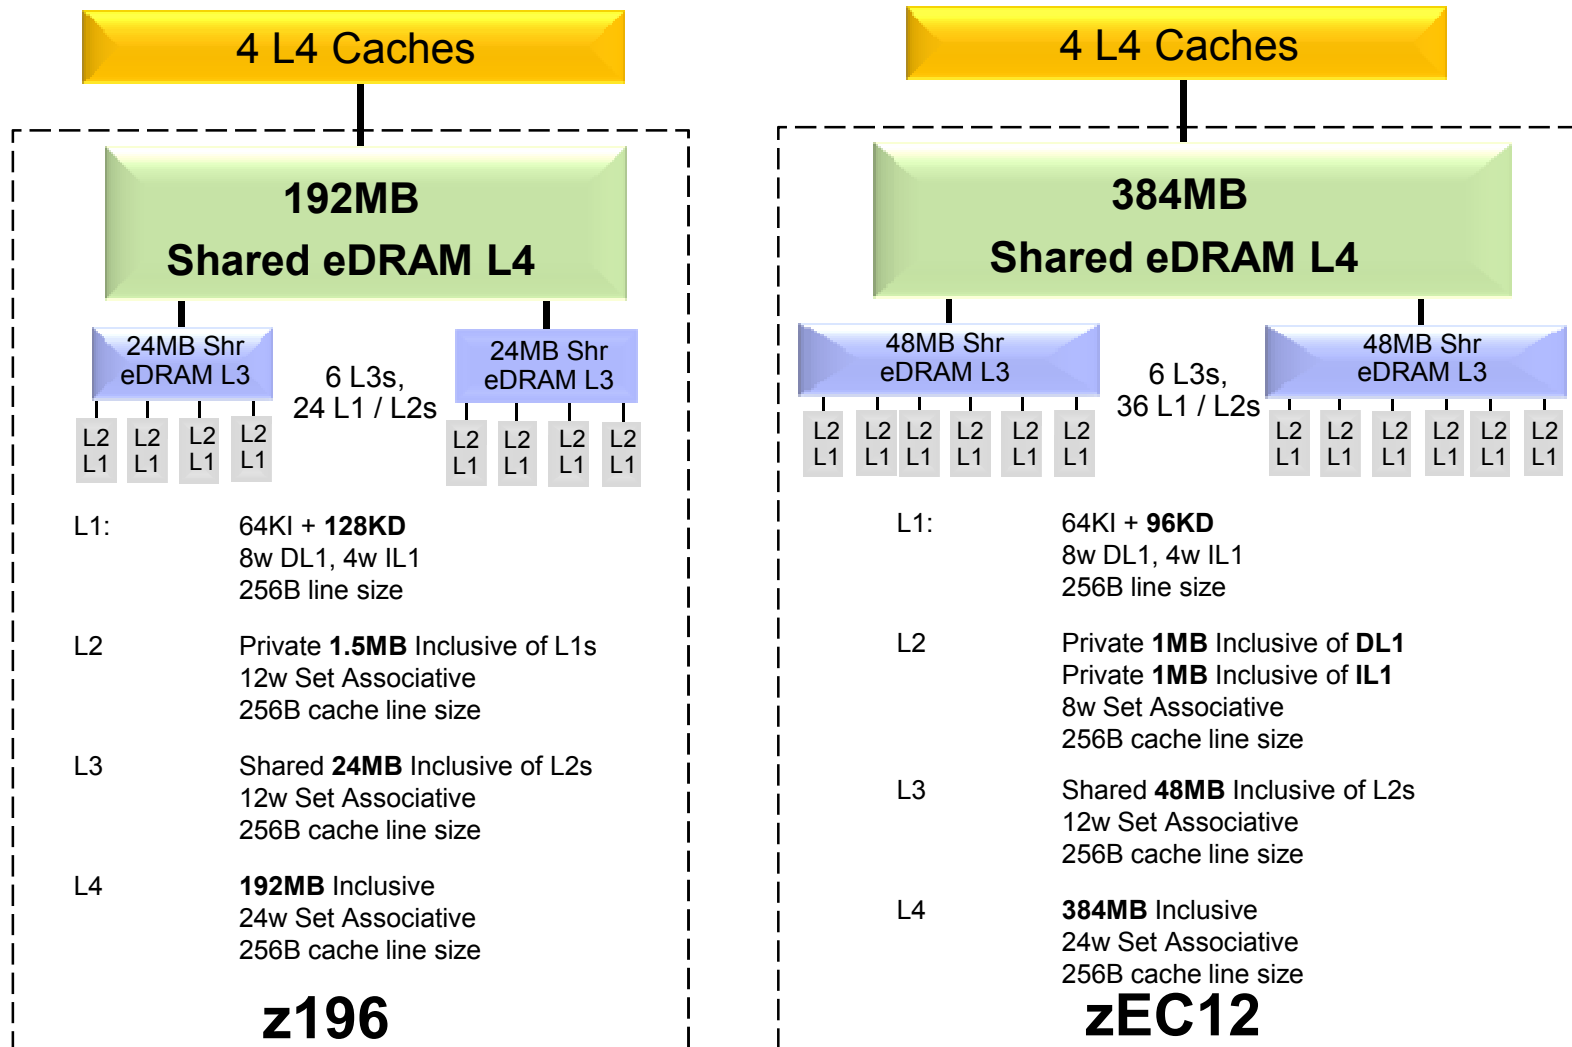 4 L4 Caches
192MB
Shared eDRAM L4
24MB Shr
eDRAM L3
6 L3s,
24 L1 / L2s
24MB Shr
eDRAM L3
L2
L1
L2
L1
L2
L1
L2
L1
L2
L1
L2
L1
L2
L1
L2
L1
L1: 64KI + 128KD
8w DL1, 4w IL1
256B line size
L2 Private 1.5MB Inclusive of L1s
12w Set Associative
256B cache line size
L3 Shared 24MB Inclusive of L2s
12w Set Associative
256B cache line size
L4 192MB Inclusive
24w Set Associative
256B cache line size
z196
4 L4 Caches
384MB
Shared eDRAM L4
48MB Shr
eDRAM L3
6 L3s,
36 L1 / L2s
48MB Shr
eDRAM L3
L2
L1
L2
L1
L2
L1
L2
L1
L2
L1
L2
L1
L2
L1
L2
L1
L2
L1
L2
L1
L2
L1
L2
L1
L1: 64KI + 96KD
8w DL1, 4w IL1
256B line size
L2 Private 1MB Inclusive of DL1
Private 1MB Inclusive of IL1
8w Set Associative
256B cache line size
L3 Shared 48MB Inclusive of L2s
12w Set Associative
256B cache line size
L4 384MB Inclusive
24w Set Associative
256B cache line size
zEC12